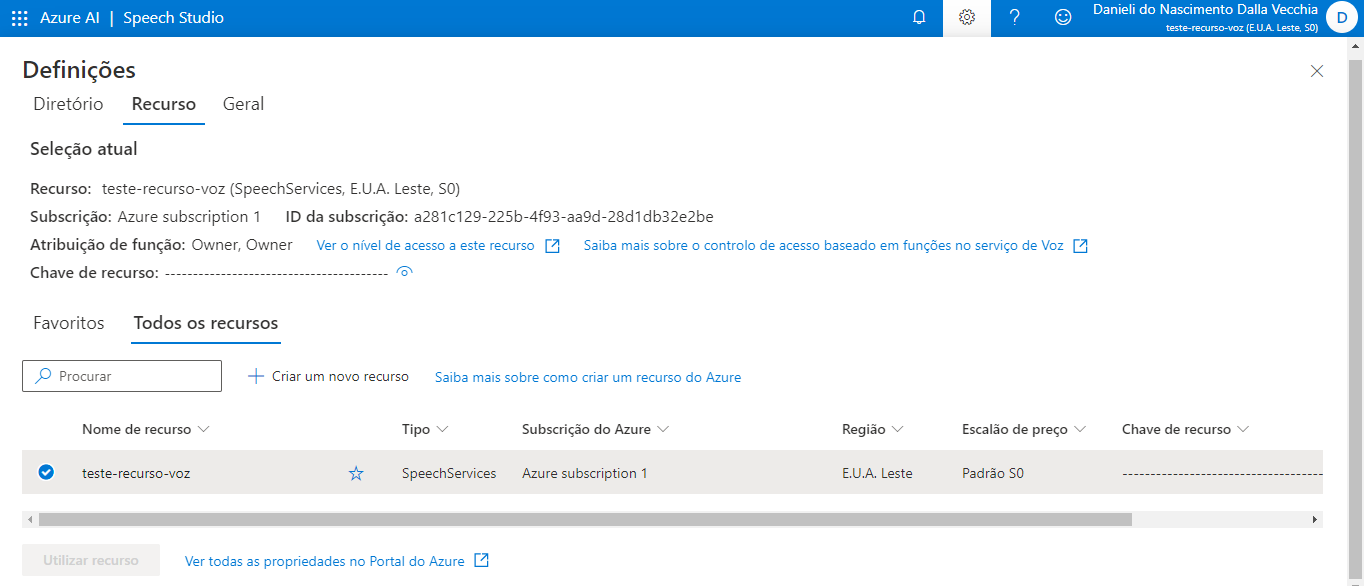 Azure AI | Speech Studio
Danieli do Nascimento Dalla Vecchia
teste-recurso-voz (E.U.A. Leste, S0)
D
Definições
Diretório Recurso Geral
Seleção atual
Recurso: teste-recurso-voz (SpeechServices, E.U.A. Leste, S0)
Subscrição: Azure subscription 1 ID da subscrição: a281c129-225b-4f93-aa9d-28d1db32e2be
Atribuição de função: Owner, Owner Ver o nível de acesso a este recurso Saiba mais sobre o controlo de acesso baseado em funções no serviço de Voz
Chave de recurso: ----------------------------------------
Favoritos Todos os recursos
Procurar Criar um novo recurso Saiba mais sobre como criar um recurso do Azure
Nome de recurso Tipo Subscrição do Azure Região Escalão de preço Chave de recurso
teste-recurso-voz SpeechServices Azure subscription 1 E.U.A. Leste Padrão S0 ------------------------------------
Utilizar recurso Ver todas as propriedades no Portal do Azure